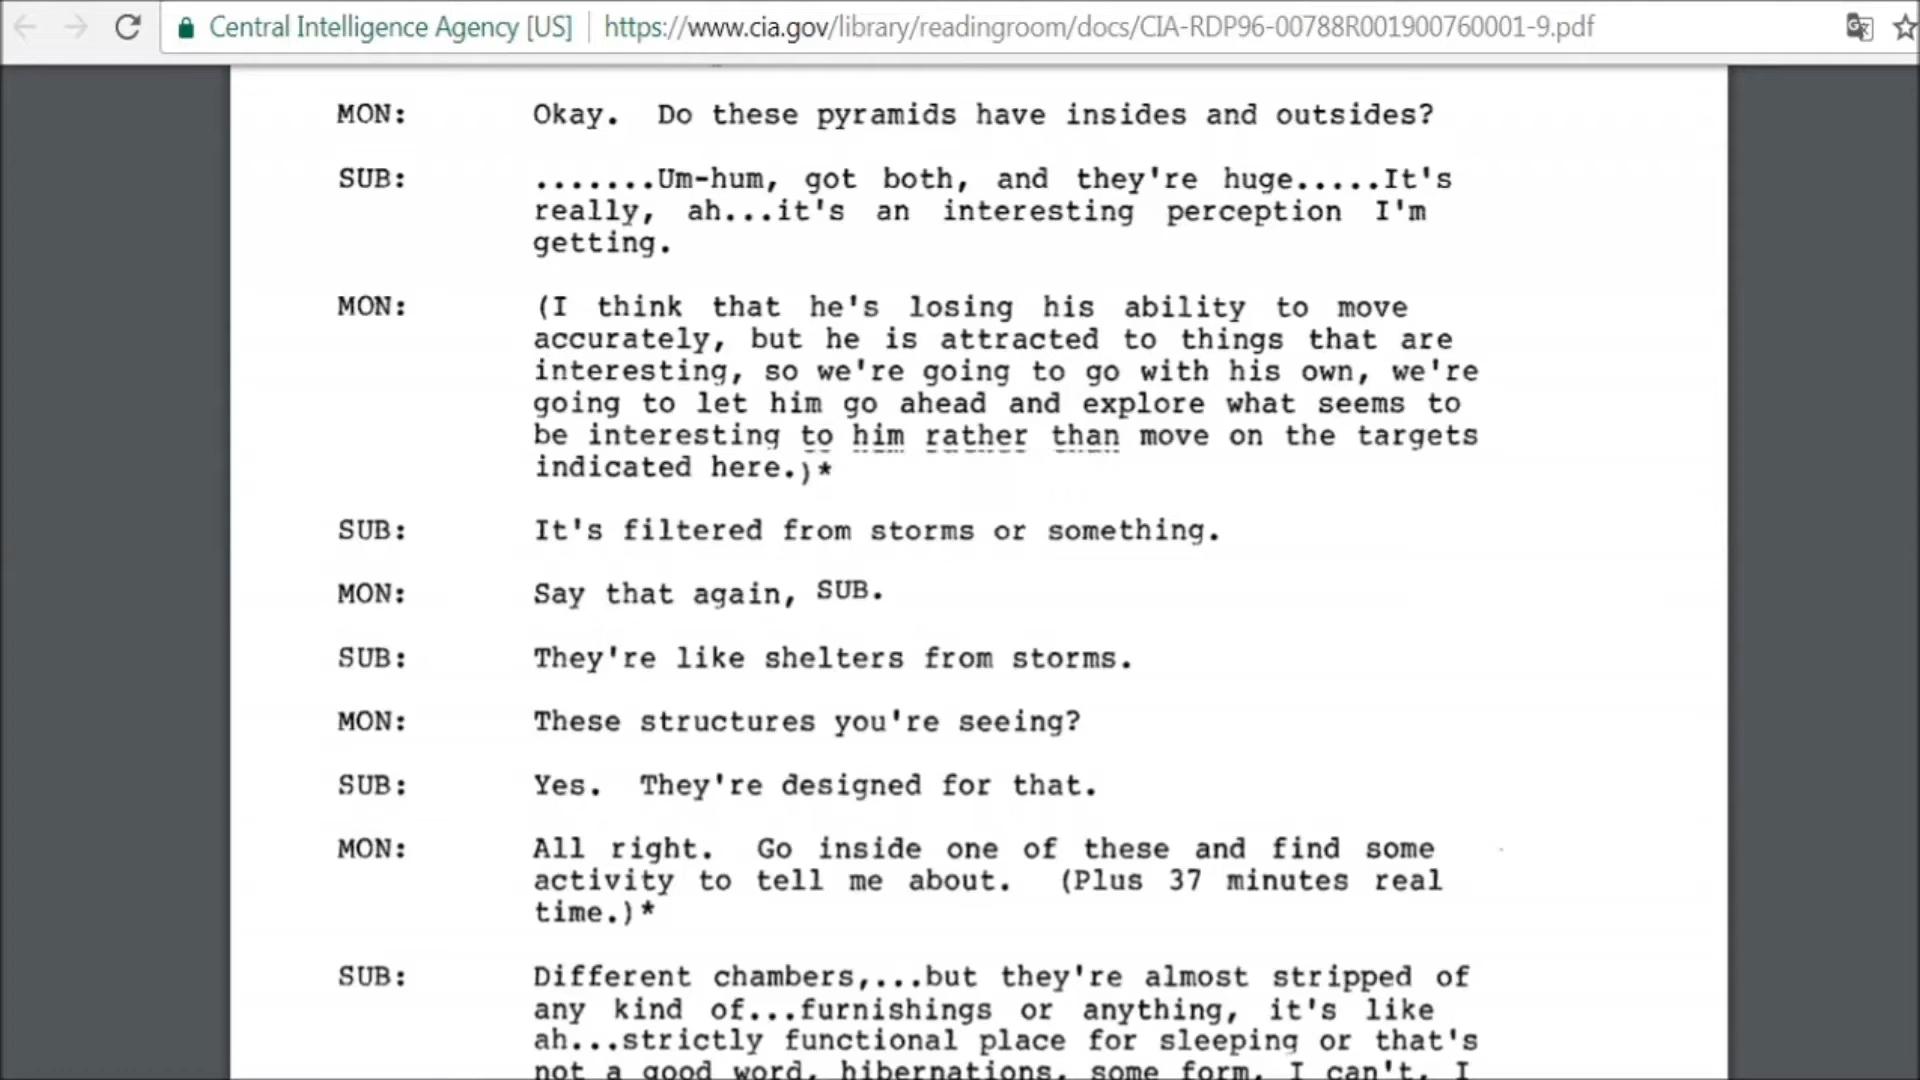 Central Intelligence Agency [US] https://www.cia.gov/library/readingroom/docs/CIA-RDP96-00788R001900760001-9.pdf
MON: Okay. Do these pyramids have insides and outsides?
SUB: .......Um-hum, got both, and they're huge.....It's
really, ah...it's an interesting perception I'm
getting.
MON: (I think that he's losing his ability to move
accurately, but he is attracted to things that are
interesting, so we're going to go with his own, we're
going to let him go ahead and explore what seems to
be interesting to him rather than move on the targets
indicated here.)*
SUB: It's filtered from storms or something.
MON: Say that again, SUB.
SUB: They're like shelters from storms.
MON: These structures you're seeing?
SUB: Yes. They're designed for that.
MON: All right. Go inside one of these and find some
activity to tell me about. (Plus 37 minutes real
time.)*
SUB: Different chambers,...but they're almost stripped of
any kind of...furnishings or anything, it's like
ah...strictly functional place for sleeping or that's
not a good word, hibernations, some form, I can't, I